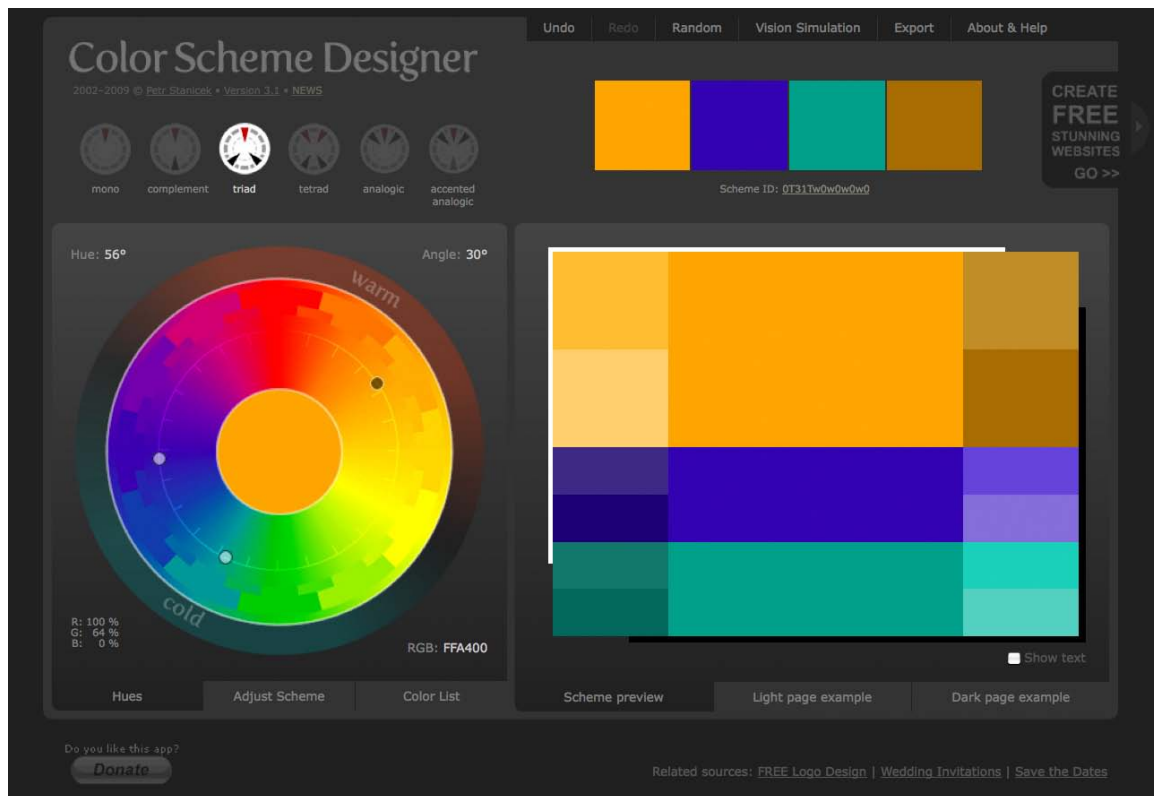 Undo Redo Random Vision Simulation Export About & Help
Color Scheme Designer
2002–2009 © Petr Stanicek • Version 3.1 • NEWS
mono complement triad tetrad analogic accented
analogic
Scheme ID: 0T31Tw0w0w0w0
CREATE
FREE
STUNNING
WEBSITES
GO >>
Hue: 56° Angle: 30°
warm
cold
R: 100 %
G: 64 %
B: 0 %
RGB: FFA400
Hues Adjust Scheme Color List
Show text
Scheme preview Light page example Dark page example
Do you like this app?
Donate
Related sources: FREE Logo Design | Wedding Invitations | Save the Dates